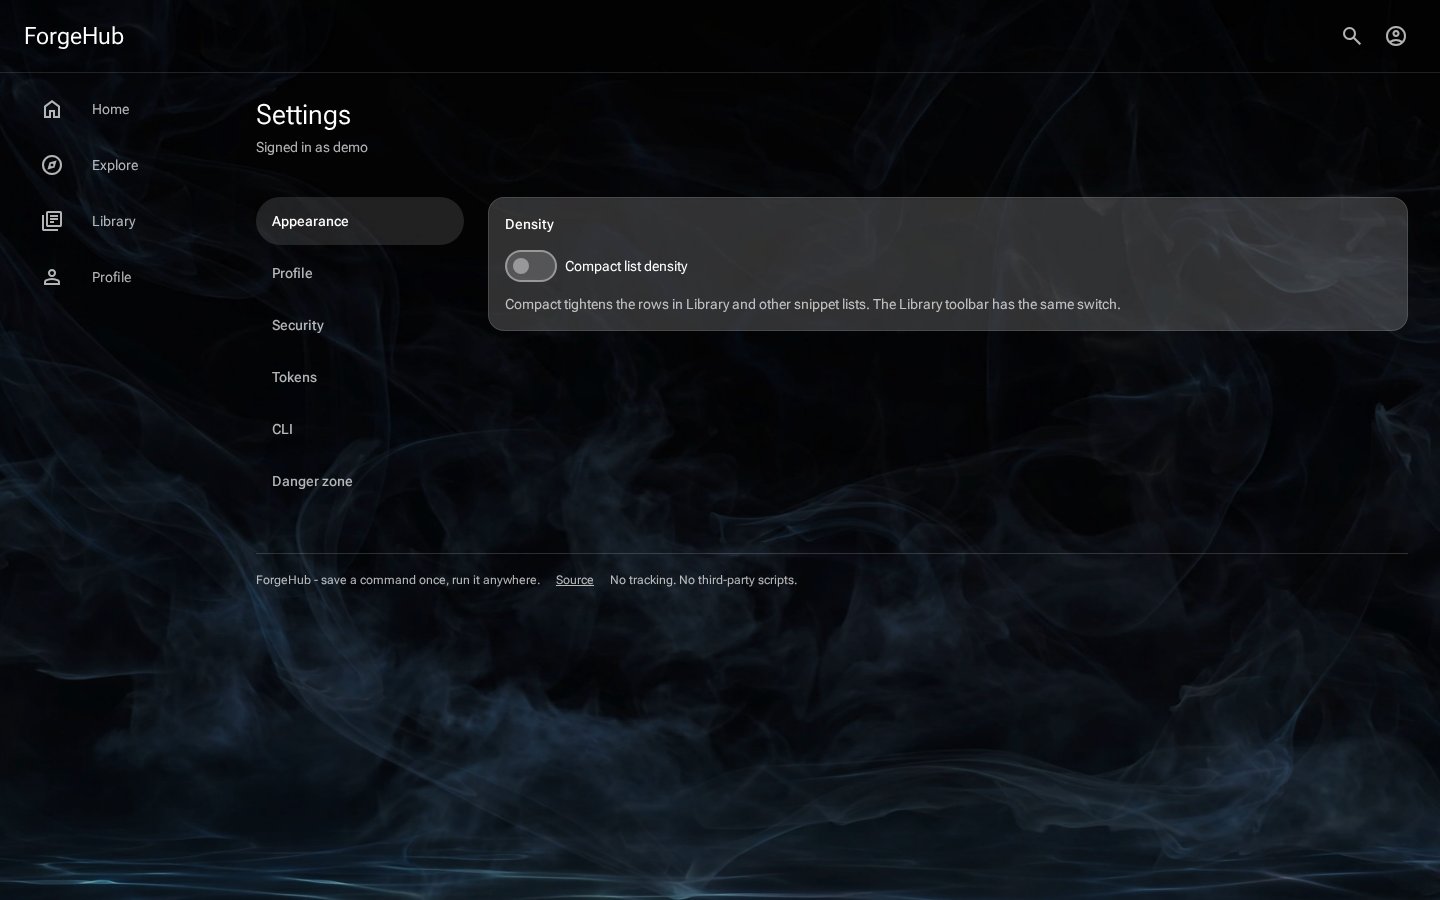 ForgeHub
Home
Explore
Library
Profile
Settings
Signed in as demo
Appearance
Profile
Security
Tokens
CLI
Danger zone
Density
Compact list density
Compact tightens the rows in Library and other snippet lists. The Library toolbar has the same switch.
ForgeHub - save a command once, run it anywhere. Source No tracking. No third-party scripts.